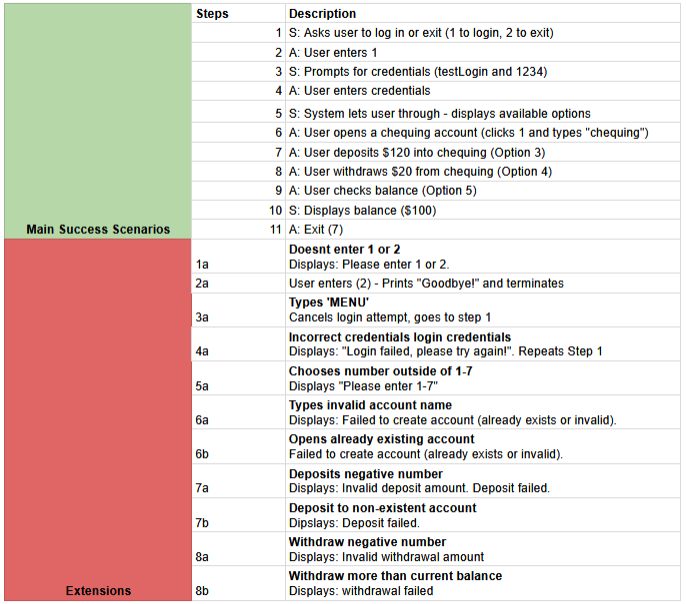 Steps Description
1 S: Asks user to log in or exit (1 to login, 2 to exit)
2 A: User enters 1
3 S: Prompts for credentials (testLogin and 1234)
4 A: User enters credentials
5 S: System lets user through - displays available options
6 A: User opens a chequing account (clicks 1 and types "chequing")
7 A: User deposits $120 into chequing (Option 3)
8 A: User withdraws $20 from chequing (Option 4)
9 A: User checks balance (Option 5)
10 S: Displays balance ($100)
Main Success Scenarios 11 A: Exit (7)
Doesnt enter 1 or 2
1a Displays: Please enter 1 or 2.
2a User enters (2) - Prints "Goodbye!" and terminates
Types 'MENU'
3a Cancels login attempt, goes to step 1
Incorrect credentials login credentials
4a Displays: "Login failed, please try again!". Repeats Step 1
Chooses number outside of 1-7
5a Displays "Please enter 1-7"
Types invalid account name
6a Displays: Failed to create account (already exists or invalid).
Opens already existing account
6b Failed to create account (already exists or invalid).
Deposits negative number
7a Displays: Invalid deposit amount. Deposit failed.
Deposit to non-existent account
7b Dipslays: Deposit failed.
Withdraw negative number
8a Displays: Invalid withdrawal amount
Withdraw more than current balance
Extensions 8b Displays: withdrawal failed